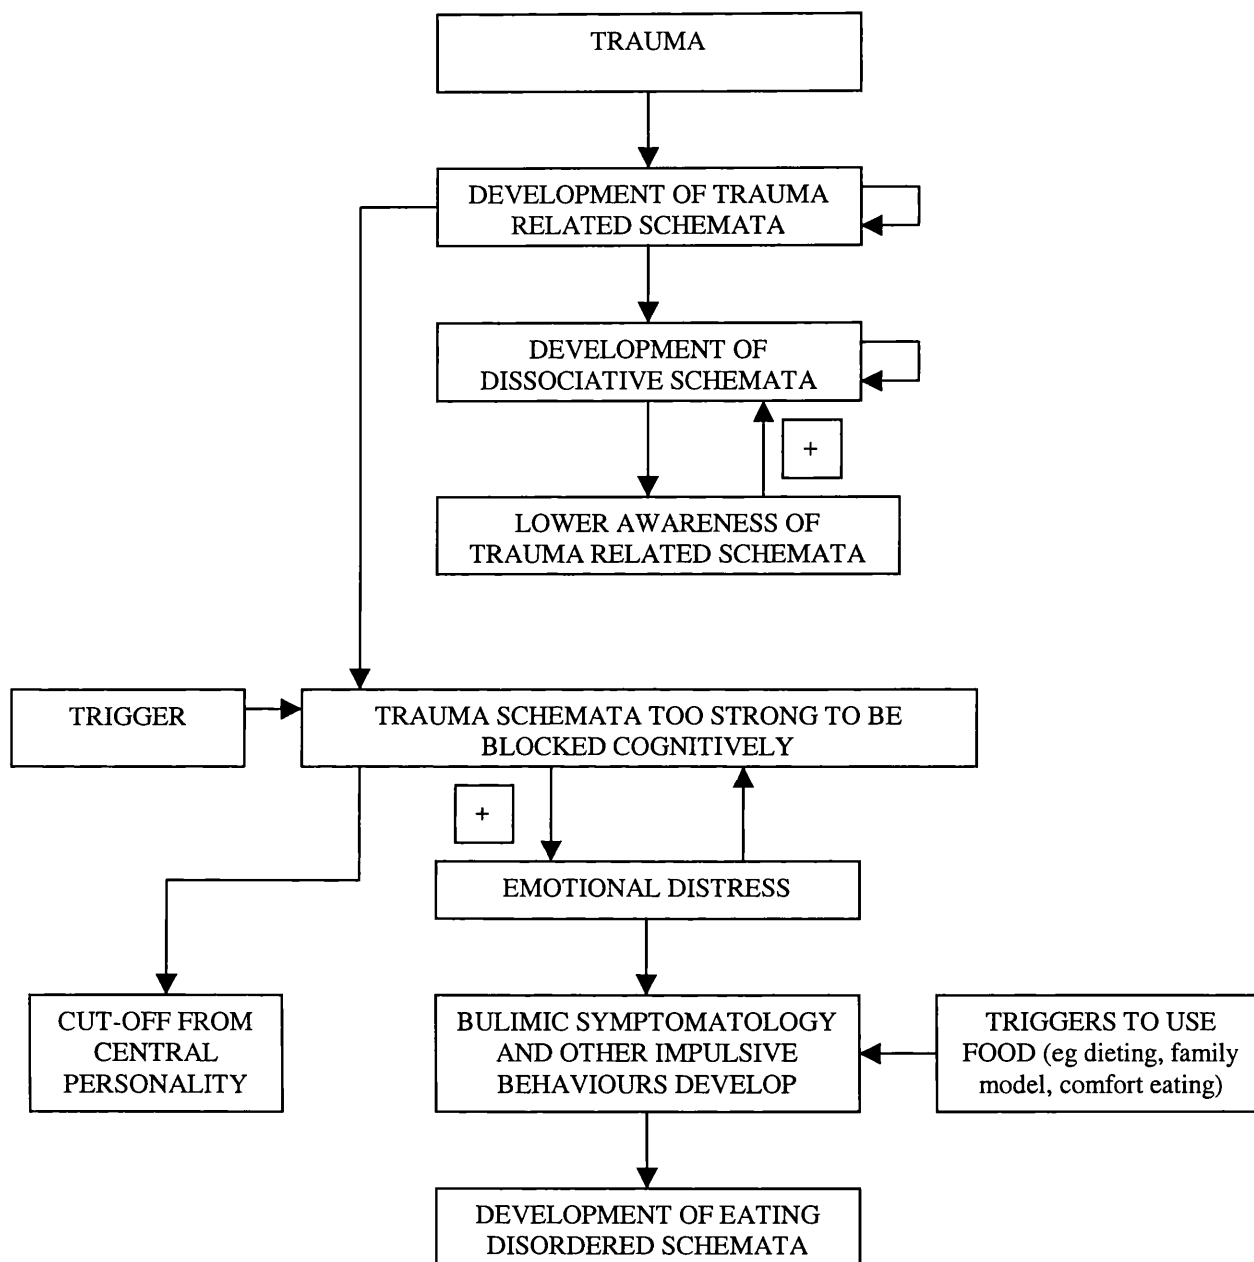 TRAUMA
DEVELOPMENT OF TRAUMA
RELATED SCHEMATA
DEVELOPMENT OF
DISSOCIATIVE SCHEMATA
+
LOWER AWARENESS OF
TRAUMA RELATED SCHEMATA
TRIGGER
TRAUMA SCHEMATA TOO STRONG TO BE
BLOCKED COGNITIVELY
+
EMOTIONAL DISTRESS
CUT-OFF FROM
CENTRAL
PERSONALITY
BULIMIC SYMPTOMATOLOGY
AND OTHER IMPULSIVE
BEHAVIOURS DEVELOP
TRIGGERS TO USE
FOOD (eg dieting, family
model, comfort eating)
DEVELOPMENT OF EATING
DISORDERED SCHEMATA